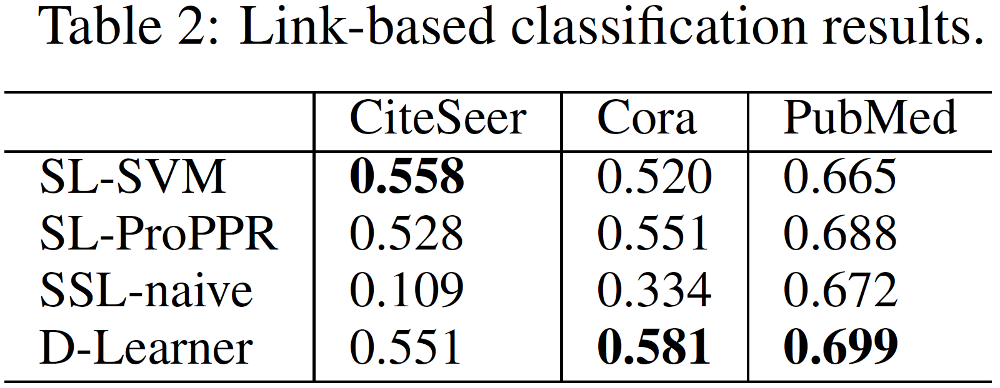 Table 2: Link-based classification results.
CiteSeer Cora PubMed
SL-SVM 0.558 0.520 0.665
SL-ProPPR 0.528 0.551 0.688
SSL-naive 0.109 0.334 0.672
D-Learner 0.551 0.581 0.699